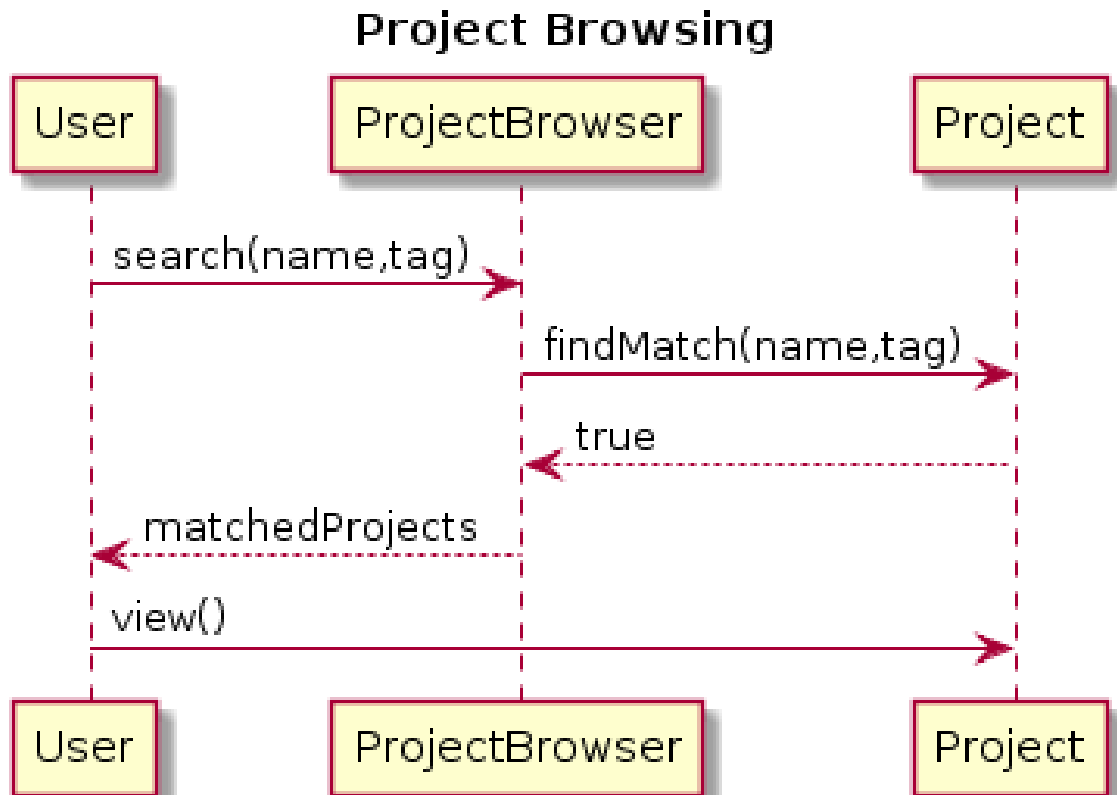 Project Browsing
User
ProjectBrowser
Project
search(name,tag)
findMatch(name,tag)
true
matchedProjects
view()
User
ProjectBrowser
Project